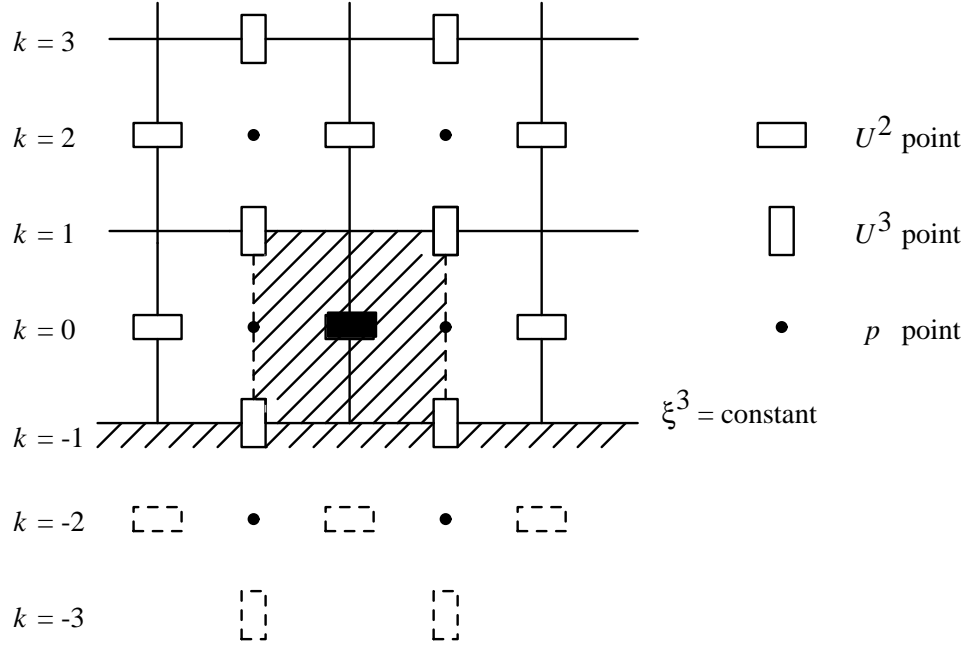 k = 3
k = 2
U² point
k = 1
U³ point
k = 0
p point
ξ³ = constant
k = -1
k = -2
k = -3